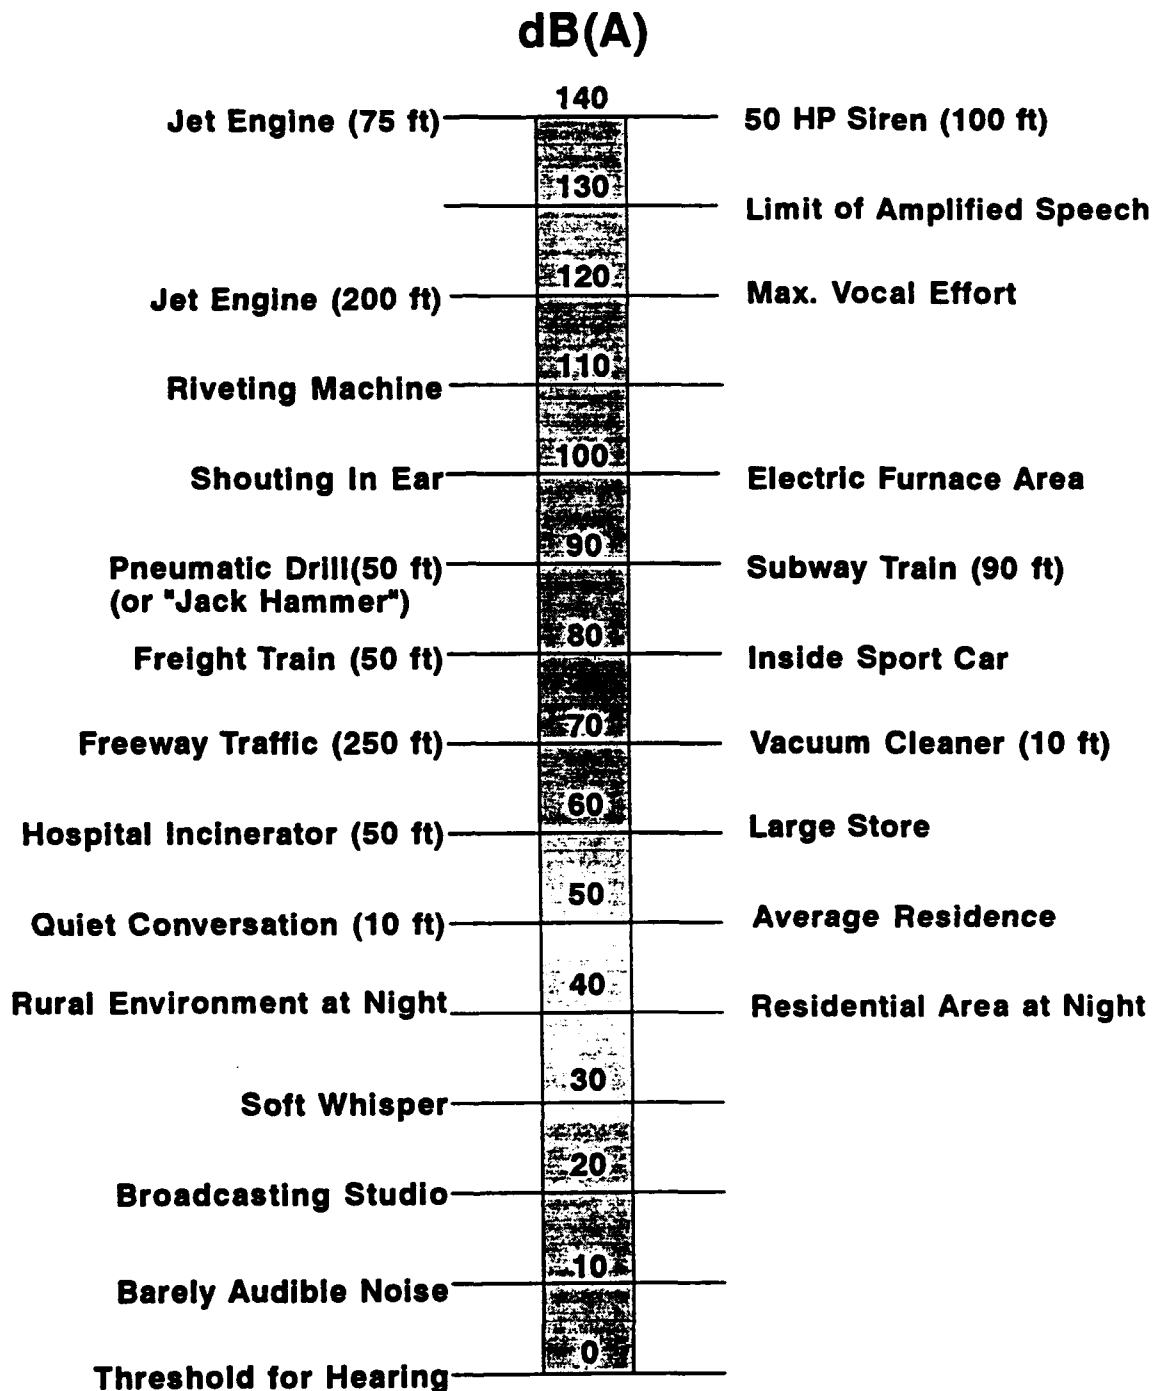 dB(A)
140
Jet Engine (75 ft)
50 HP Siren (100 ft)
130
Limit of Amplified Speech
120
Jet Engine (200 ft)
Max. Vocal Effort
110
Riveting Machine
100
Shouting In Ear
Electric Furnace Area
90
Pneumatic Drill(50 ft)
(or "Jack Hammer")
Subway Train (90 ft)
80
Freight Train (50 ft)
Inside Sport Car
70
Freeway Traffic (250 ft)
Vacuum Cleaner (10 ft)
60
Hospital Incinerator (50 ft)
Large Store
50
Quiet Conversation (10 ft)
Average Residence
40
Rural Environment at Night
Residential Area at Night
30
Soft Whisper
20
Broadcasting Studio
10
Barely Audible Noise
0
Threshold for Hearing